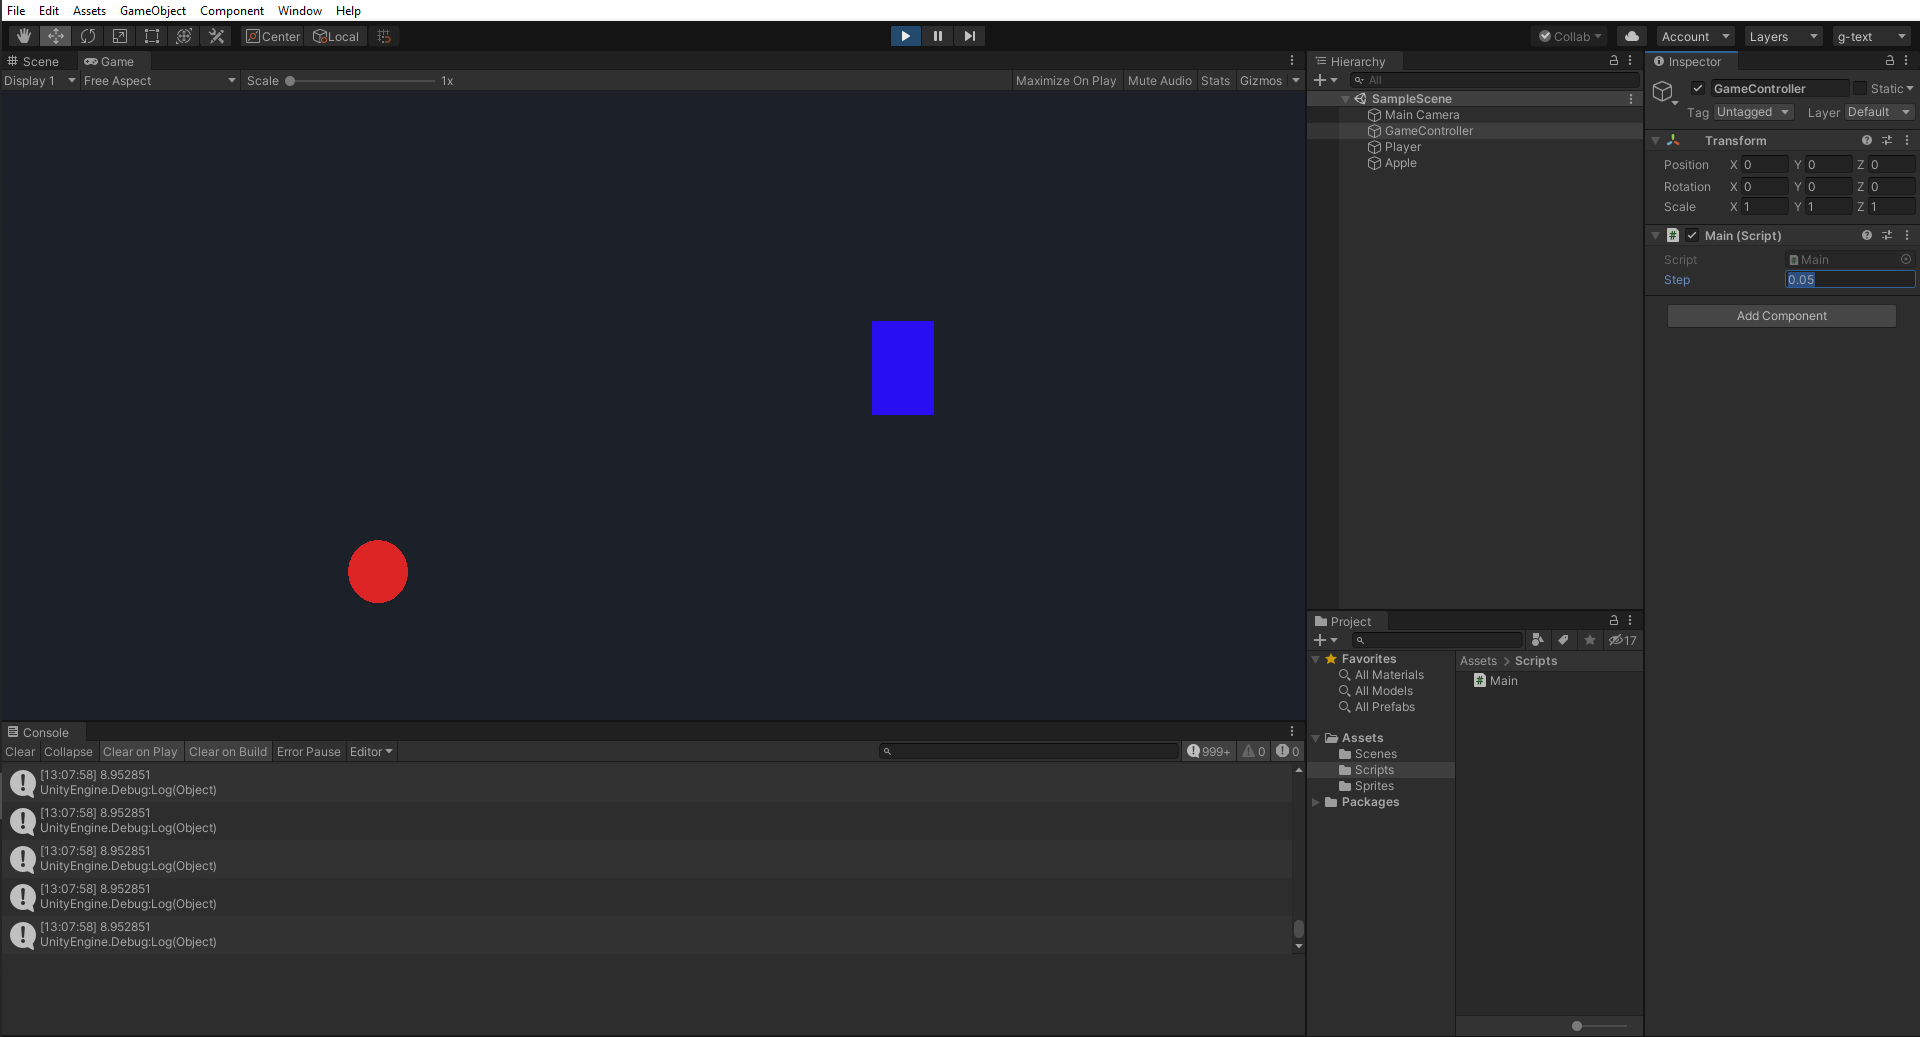 File Edit Assets GameObject Component Window Help
Center Local Collab Account Layers g-text
Scene Game
Display 1 Free Aspect Scale 1x Maximize On Play Mute Audio Stats Gizmos
Hierarchy
All
SampleScene
Main Camera
GameController
Player
Apple
Inspector
GameController Static
Tag Untagged Layer Default
Transform
Position X 0 Y 0 Z 0
Rotation X 0 Y 0 Z 0
Scale X 1 Y 1 Z 1
# Main (Script)
Script # Main
Step 0.05
Add Component
Project
17
Favorites
All Materials
All Models
All Prefabs
Assets
Scenes
Scripts
Sprites
Packages
Assets > Scripts
# Main
Console
Clear Collapse Clear on Play Clear on Build Error Pause Editor 999+ 0 0
[13:07:58] 8.952851
UnityEngine.Debug:Log(Object)
[13:07:58] 8.952851
UnityEngine.Debug:Log(Object)
[13:07:58] 8.952851
UnityEngine.Debug:Log(Object)
[13:07:58] 8.952851
UnityEngine.Debug:Log(Object)
[13:07:58] 8.952851
UnityEngine.Debug:Log(Object)